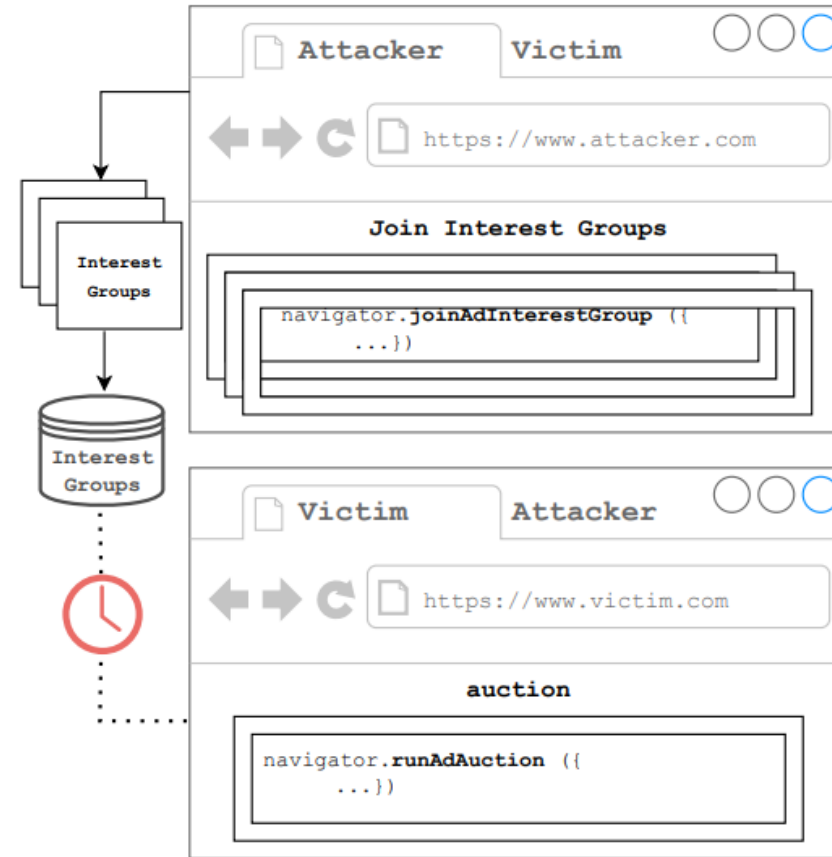 Attacker Victim
https://www.attacker.com
Join Interest Groups
Interest
Groups
navigator.joinAdInterestGroup ({
...})
Interest
Groups
Victim Attacker
https://www.victim.com
auction
navigator.runAdAuction ({
...})